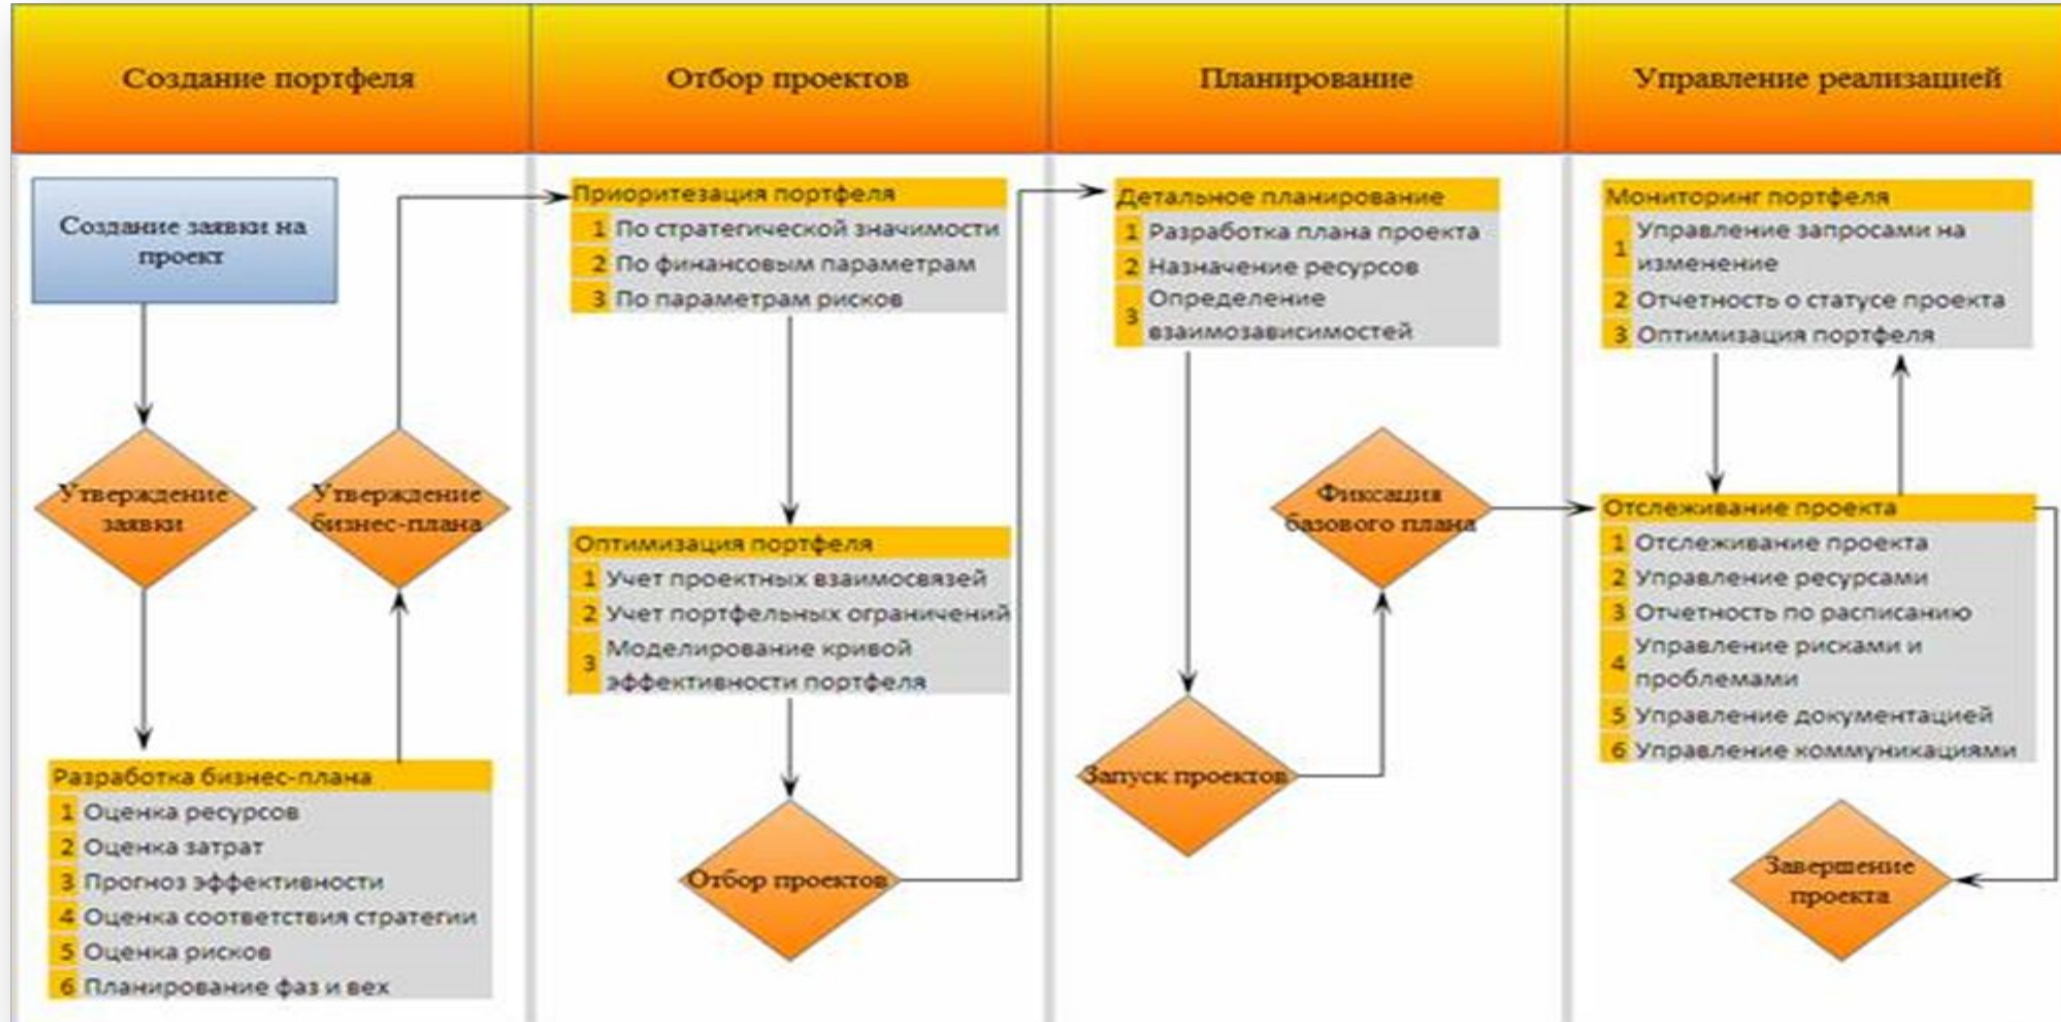 Создание портфеля
Отбор проектов
Планирование
Управление реализацией
Создание заявки на
проект
Утверждение
заявки
Утверждение
бизнес-плана
Разработка бизнес-плана
1 Оценка ресурсов
2 Оценка затрат
3 Прогноз эффективности
4 Оценка соответствия стратегии
5 Оценка рисков
6 Планирование фаз и вех
Приоритезация портфеля
1 По стратегической значимости
2 По финансовым параметрам
3 По параметрам рисков
Оптимизация портфеля
1 Учет проектных взаимосвязей
2 Учет портфельных ограничений
3 Моделирование кривой
эффективности портфеля
Отбор проектов
Детальное планирование
1 Разработка плана проекта
2 Назначение ресурсов
3 Определение
взаимозависимостей
Запуск проектов
Фиксация
базового плана
Мониторинг портфеля
1 Управление запросами на
изменение
2 Отчетность о статусе проекта
3 Оптимизация портфеля
Отслеживание проекта
1 Отслеживание проекта
2 Управление ресурсами
3 Отчетность по расписанию
4 Управление рисками и
проблемами
5 Управление документацией
6 Управление коммуникациями
Завершение
проекта